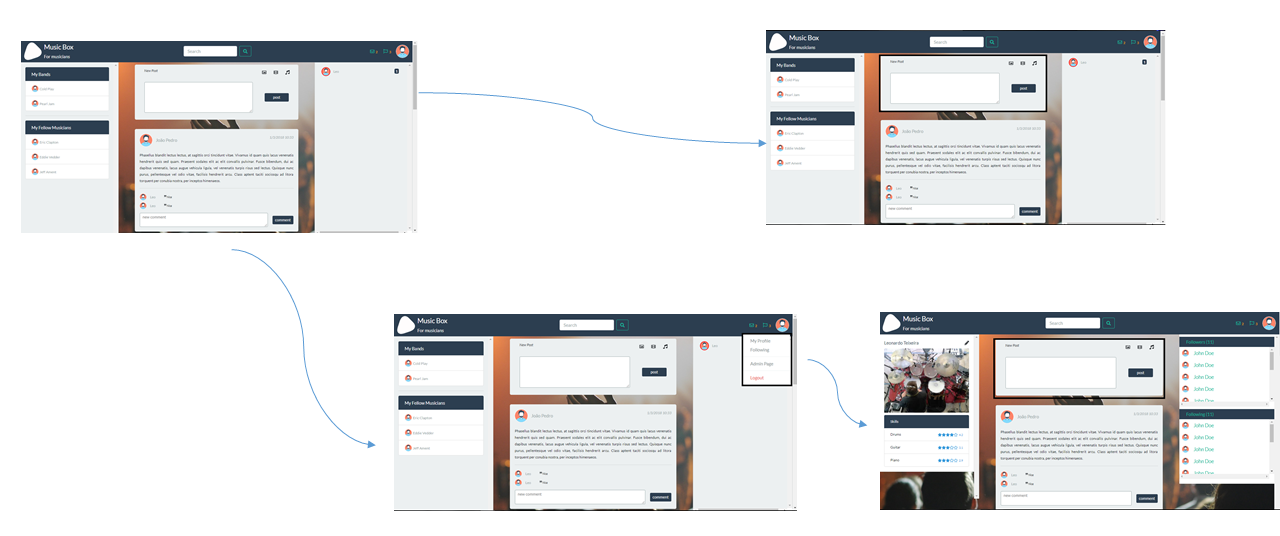 Music Box
For musicians
Search
My Bands
Cold Play
Pearl Jam
My Fellow Musicians
Eric Clapton
Eddie Vedder
Jeff Ament
New Post
post
João Pedro
Phasellus blandit lectus lectus, at sagittis orci tincidunt vitae. Vivamus id quam quis lacus venenatis
hendrerit quis sed quam. Praesent sodales elit ac elit convallis pulvinar. Fusce bibendum, dui ac
dapibus venenatis, lacus augue vehicula ligula, vel venenatis turpis risus sed lectus. Quisque nunc
purus, pellentesque vel odio vitae, facilisis hendrerit arcu. Class aptent taciti sociosqu ad litora
torquent per conubia nostra, per inceptos himenaeos.
new comment
comment
Music Box
For musicians
Search
My Bands
Cold Play
Pearl Jam
My Fellow Musicians
Eric Clapton
Eddie Vedder
Jeff Ament
New Post
post
João Pedro
Phasellus blandit lectus lectus, at sagittis orci tincidunt vitae. Vivamus id quam quis lacus venenatis
hendrerit quis sed quam. Praesent sodales elit ac elit convallis pulvinar. Fusce bibendum, dui ac
dapibus venenatis, lacus augue vehicula ligula, vel venenatis turpis risus sed lectus. Quisque nunc
purus, pellentesque vel odio vitae, facilisis hendrerit arcu. Class aptent taciti sociosqu ad litora
torquent per conubia nostra, per inceptos himenaeos.
new comment
comment
Music Box
For musicians
Search
My Bands
Cold Play
Pearl Jam
My Fellow Musicians
Eric Clapton
Eddie Vedder
Jeff Ament
New Post
post
My Profile
Following
Admin Page
Logout
João Pedro
Phasellus blandit lectus lectus, at sagittis orci tincidunt vitae. Vivamus id quam quis lacus venenatis
hendrerit quis sed quam. Praesent sodales elit ac elit convallis pulvinar. Fusce bibendum, dui ac
dapibus venenatis, lacus augue vehicula ligula, vel venenatis turpis risus sed lectus. Quisque nunc
purus, pellentesque vel odio vitae, facilisis hendrerit arcu. Class aptent taciti sociosqu ad litora
torquent per conubia nostra, per inceptos himenaeos.
new comment
comment
Music Box
For musicians
Search
Leonardo Teixeira
Skills
Drums
Guitar
Piano
New Post
post
João Pedro
Phasellus blandit lectus lectus, at sagittis orci tincidunt vitae. Vivamus id quam quis lacus venenatis
hendrerit quis sed quam. Praesent sodales elit ac elit convallis pulvinar. Fusce bibendum, dui ac
dapibus venenatis, lacus augue vehicula ligula, vel venenatis turpis risus sed lectus. Quisque nunc
purus, pellentesque vel odio vitae, facilisis hendrerit arcu. Class aptent taciti sociosqu ad litora
torquent per conubia nostra, per inceptos himenaeos.
new comment
comment
Followers (11)
John Doe
John Doe
John Doe
John Doe
John Doe
Following (11)
John Doe
John Doe
John Doe
John Doe
John Doe